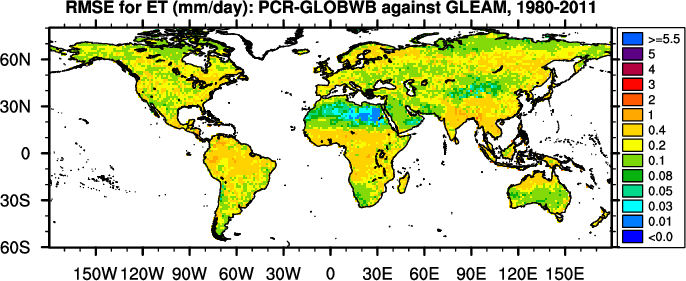 RMSE for ET (mm/day): PCR-GLOBWB against GLEAM, 1980-2011
60N
30N
0
30S
60S
150W 120W 90W 60W 30W 0 30E 60E 90E 120E 150E
>=5.5
5
4
3
2
1
0.4
0.2
0.1
0.08
0.05
0.03
0.01
<0.0